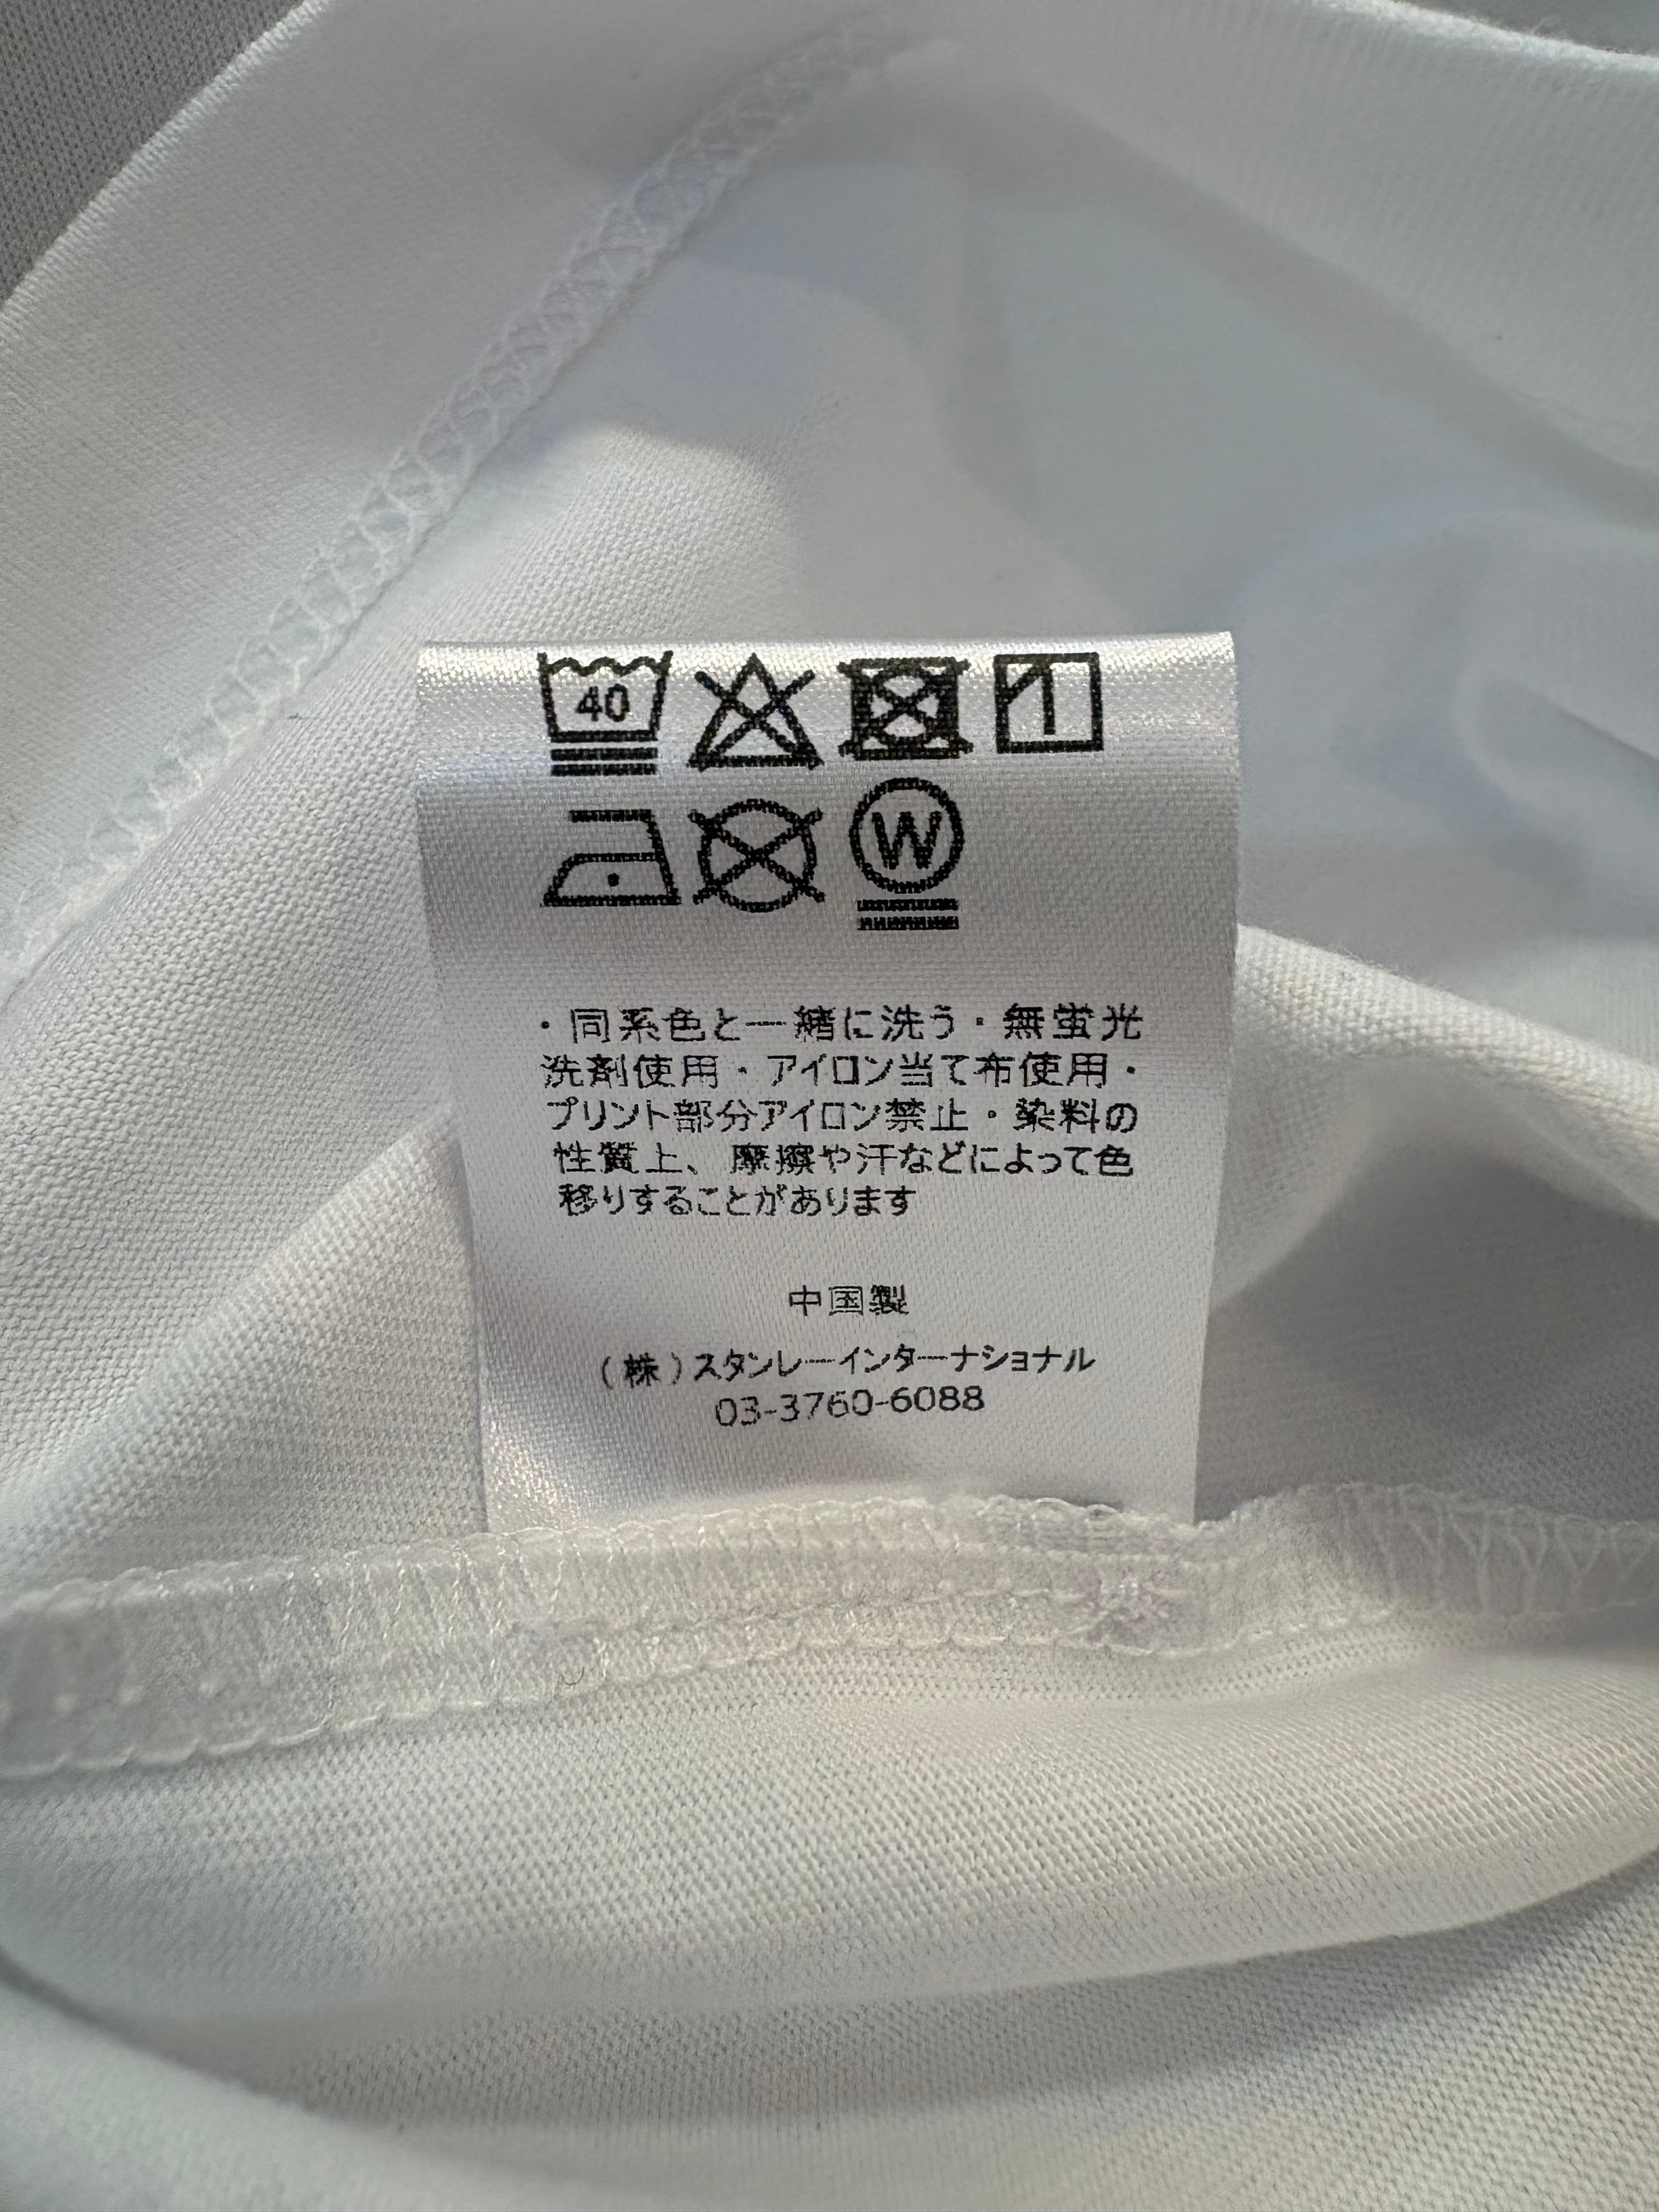 40
W
・同系色と一緒に洗う・無蛍光
洗剤使用・アイロン当て布使用・
プリント部分アイロン禁止・染料の
性質上、摩擦や汗などによって色
移りすることがあります
中国製
(株)スタンレーインターナショナル
03-3760-6088